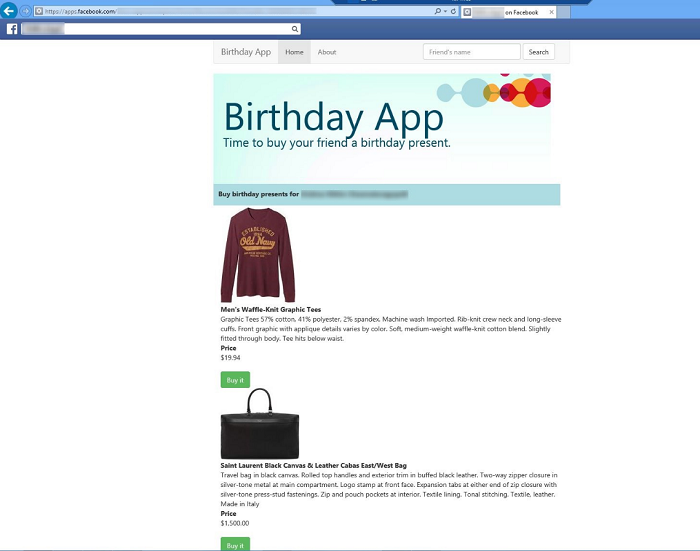 https://apps.facebook.com/
on Facebook
Birthday App
Home
About
Friend's name
Search
Birthday App
Time to buy your friend a birthday present.
Buy birthday presents for
ESTABLISHED
Old Navy
Men's Waffle-Knit Graphic Tees
Graphic Tees 57% cotton, 41% polyester, 2% spandex, Machine wash Imported. Rib-knit crew neck and long-sleeve
cuffs. Front graphic with applique details varies by color. Soft, medium-weight waffle-knit cotton blend. Slightly
fitted through body. Tee hits below waist.
Price
$19.94
Buy it
Saint Laurent Black Canvas & Leather Cabas East/West Bag
Travel bag in black canvas. Rolled top handles and exterior trim in buffed black leather. Two-way zipper closure in
silver-tone metal at main compartment. Logo stamp at front face. Expansion tabs at either end of zip closure with
silver-tone press-stud fastenings. Zip and pouch pockets at interior. Textile lining. Tonal stitching. Textile, leather.
Made in Italy
Price
$1,500.00
Buy it